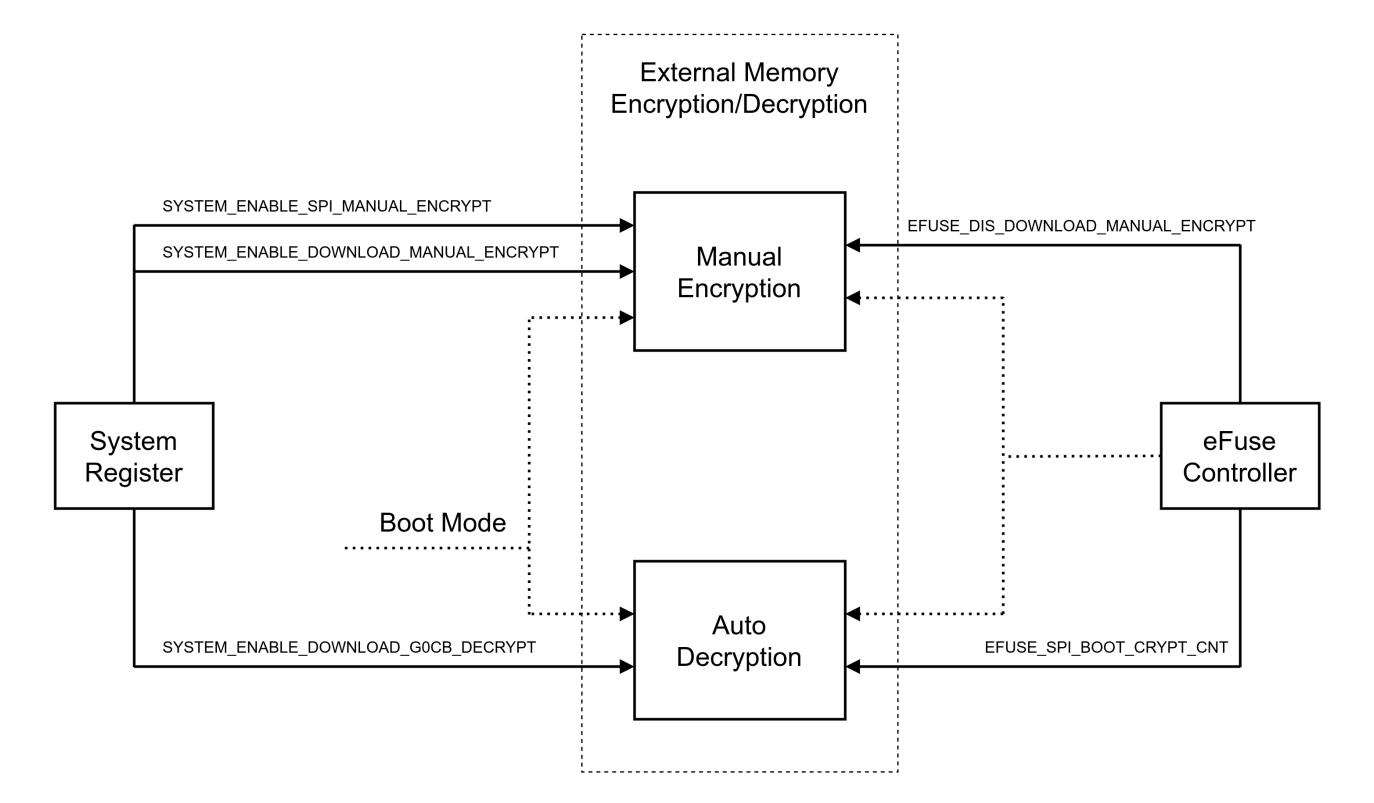 External Memory
Encryption/Decryption
SYSTEM_ENABLE_SPI_MANUAL_ENCRYPT
SYSTEM_ENABLE_DOWNLOAD_MANUAL_ENCRYPT
EFUSE_DIS_DOWNLOAD_MANUAL_ENCRYPT
Manual
Encryption
System
Register
eFuse
Controller
Boot Mode
Auto
Decryption
SYSTEM_ENABLE_DOWNLOAD_G0CB_DECRYPT
EFUSE_SPI_BOOT_CRYPT_CNT